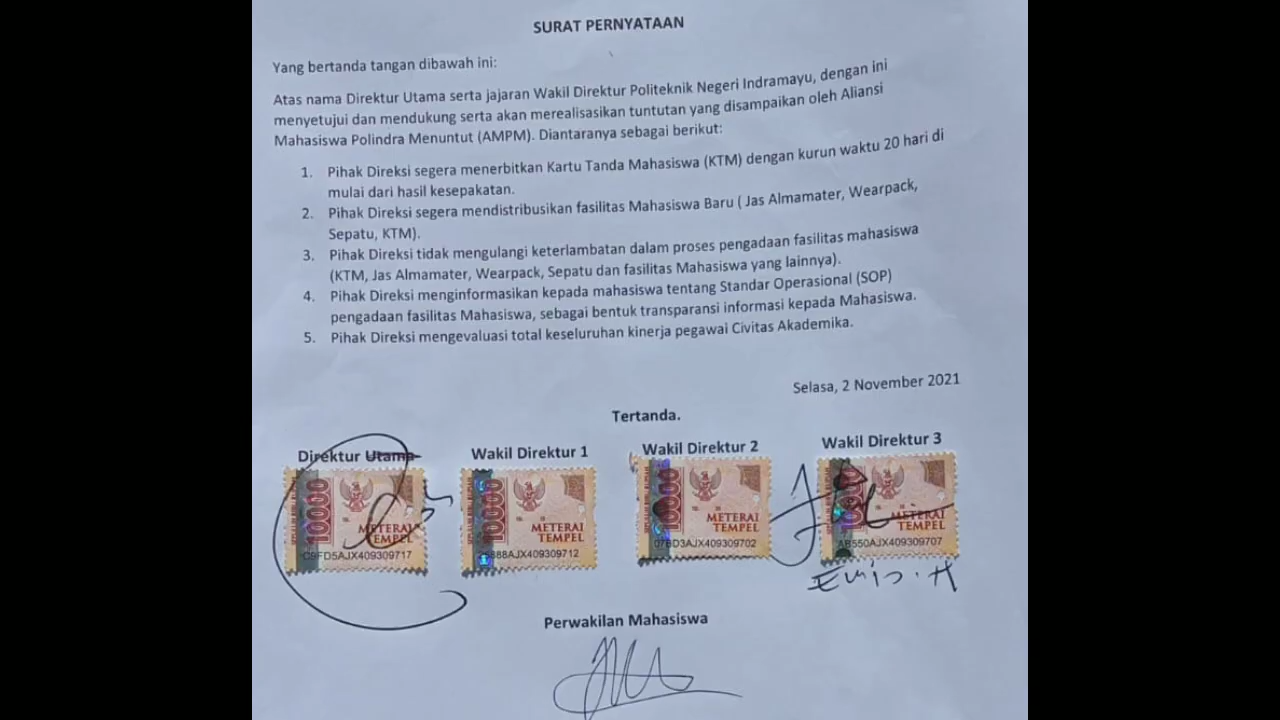 SURAT PERNYATAAN
Yang bertanda tangan dibawah ini:
Atas nama Direktur Utama serta jajaran Wakil Direktur Politeknik Negeri Indramayu, dengan ini
menyetujui dan mendukung serta akan merealisasikan tuntutan yang disampaikan oleh Aliansi
Mahasiswa Polindra Menuntut (AMPM). Diantaranya sebagai berikut:
1. Pihak Direksi segera menerbitkan Kartu Tanda Mahasiswa (KTM) dengan kurun waktu 20 hari di
mulai dari hasil kesepakatan.
2. Pihak Direksi segera mendistribusikan fasilitas Mahasiswa Baru ( Jas Almamater, Wearpack,
Sepatu, KTM).
3. Pihak Direksi tidak mengulangi keterlambatan dalam proses pengadaan fasilitas mahasiswa
(KTM, Jas Almamater, Wearpack, Sepatu dan fasilitas Mahasiswa yang lainnya).
4. Pihak Direksi menginformasikan kepada mahasiswa tentang Standar Operasional (SOP)
pengadaan fasilitas Mahasiswa, sebagai bentuk transparansi informasi kepada Mahasiswa.
5. Pihak Direksi mengevaluasi total keseluruhan kinerja pegawai Civitas Akademika.
Selasa, 2 November 2021
Tertanda.
Direktur Utama Wakil Direktur 1 Wakil Direktur 2 Wakil Direktur 3
10000 10000 10000 10000
METERAI METERAI METERAI METERAI
TEMPEL TEMPEL TEMPEL TEMPEL
AB550AJX409309707
Perwakilan Mahasiswa